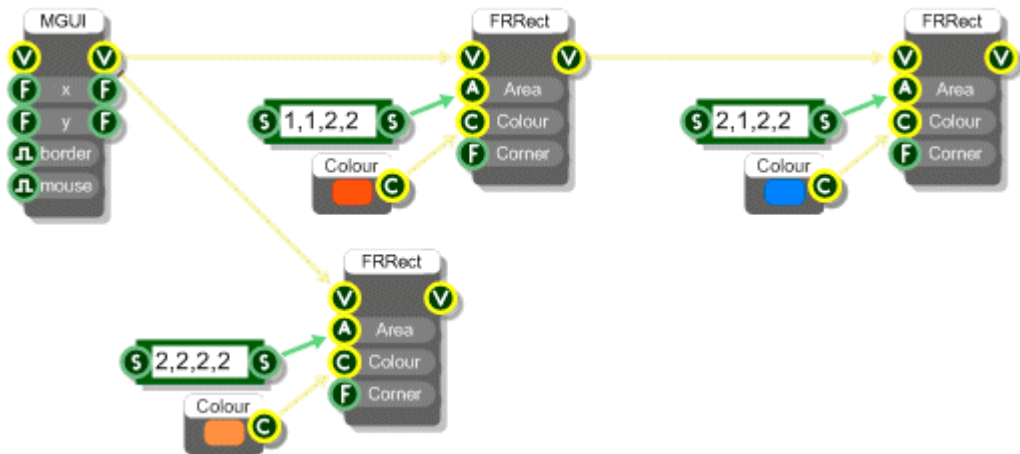 MGUI
V V
F x F
F y F
border
mouse
FRRect
V V
A Area
C Colour
F Corner
S 1,1,2,2 S
Colour
C
FRRect
V V
A Area
C Colour
F Corner
S 2,1,2,2 S
Colour
C
FRRect
V V
A Area
C Colour
F Corner
S 2,2,2,2 S
Colour
C